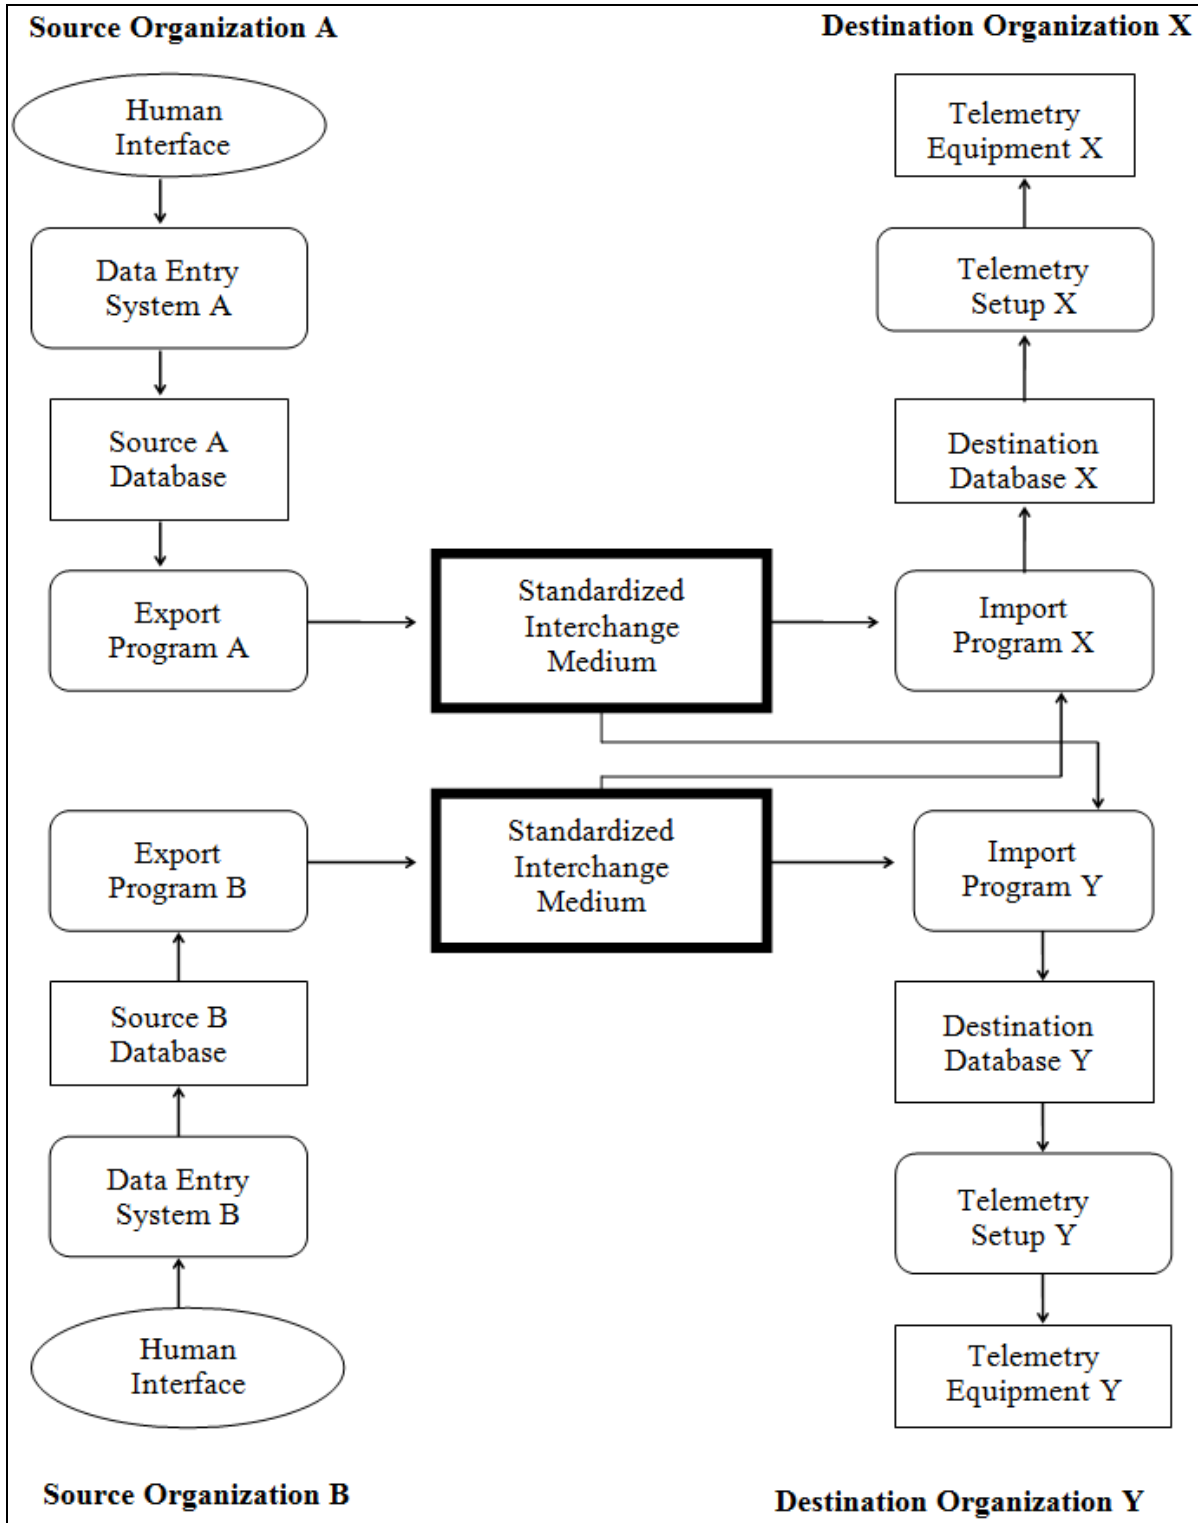 Source Organization A
Destination Organization X
Human
Interface
Telemetry
Equipment X
Data Entry
System A
Telemetry
Setup X
Source A
Database
Destination
Database X
Export
Program A
Standardized
Interchange
Medium
Import
Program X
Export
Program B
Standardized
Interchange
Medium
Import
Program Y
Source B
Database
Destination
Database Y
Data Entry
System B
Telemetry
Setup Y
Human
Interface
Telemetry
Equipment Y
Source Organization B
Destination Organization Y